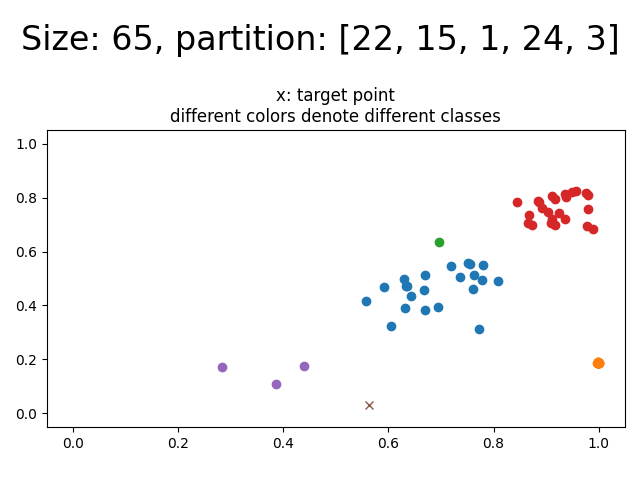 Size: 65, partition: [22, 15, 1, 24, 3]
x: target point
different colors denote different classes
1.0
0.8
0.6
0.4
0.2
0.0
0.0 0.2 0.4 0.6 0.8 1.0